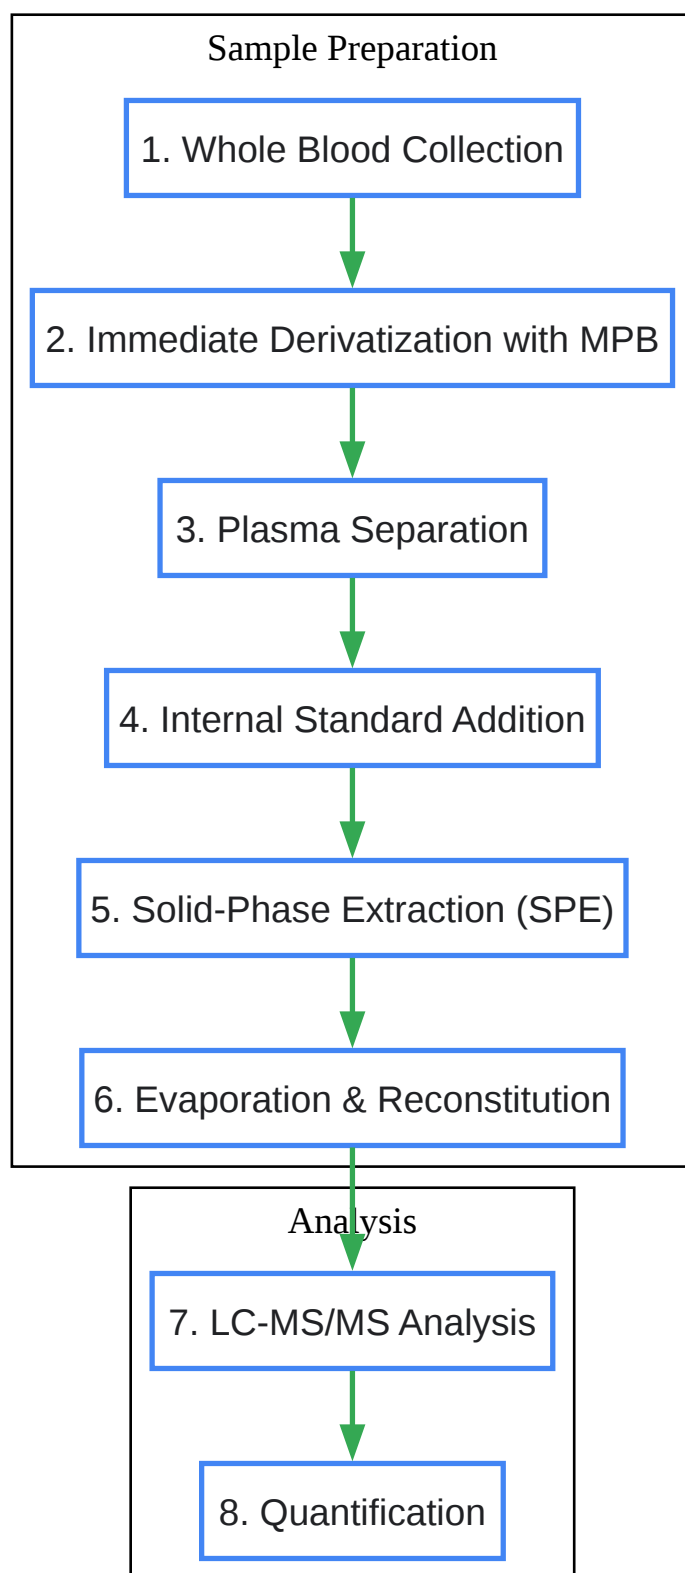 Sample Preparation
1. Whole Blood Collection
2. Immediate Derivatization with MPB
3. Plasma Separation
4. Internal Standard Addition
5. Solid-Phase Extraction (SPE)
6. Evaporation & Reconstitution
Analysis
7. LC-MS/MS Analysis
8. Quantification